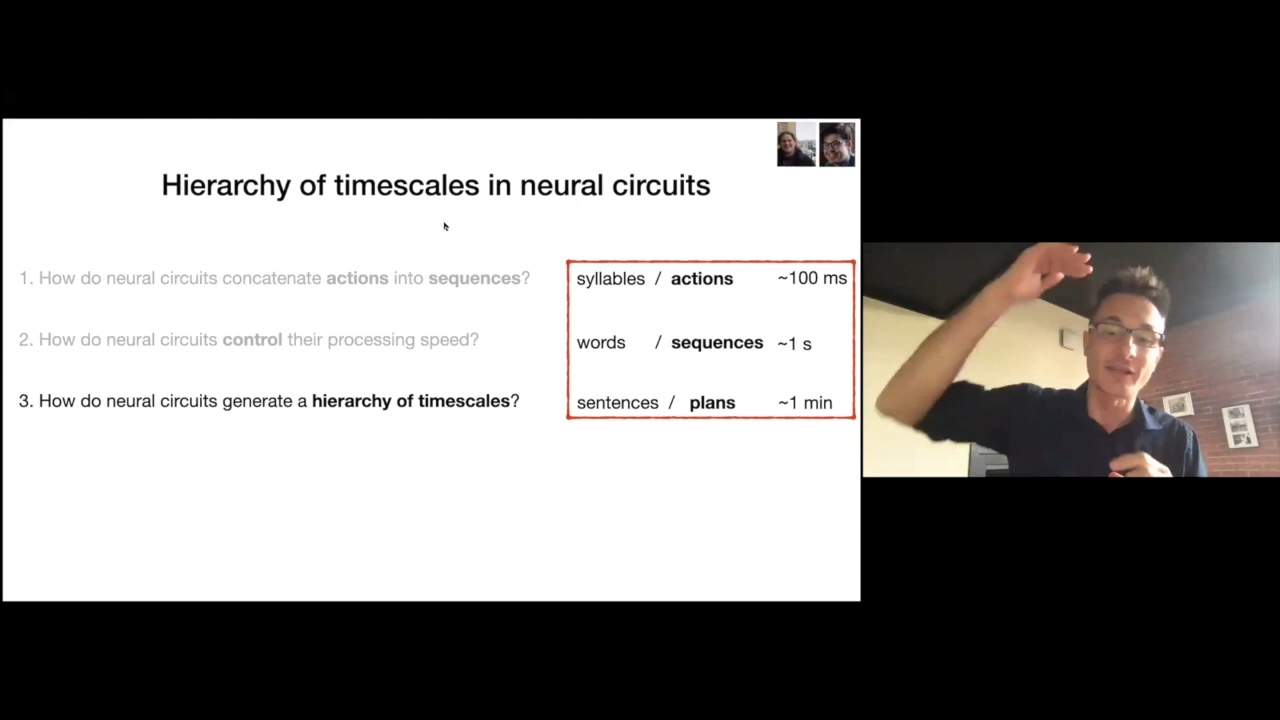 Hierarchy of timescales in neural circuits
1. How do neural circuits concatenate actions into sequences?
2. How do neural circuits control their processing speed?
3. How do neural circuits generate a hierarchy of timescales?
syllables / actions ~100 ms
words / sequences ~1 s
sentences / plans ~1 min